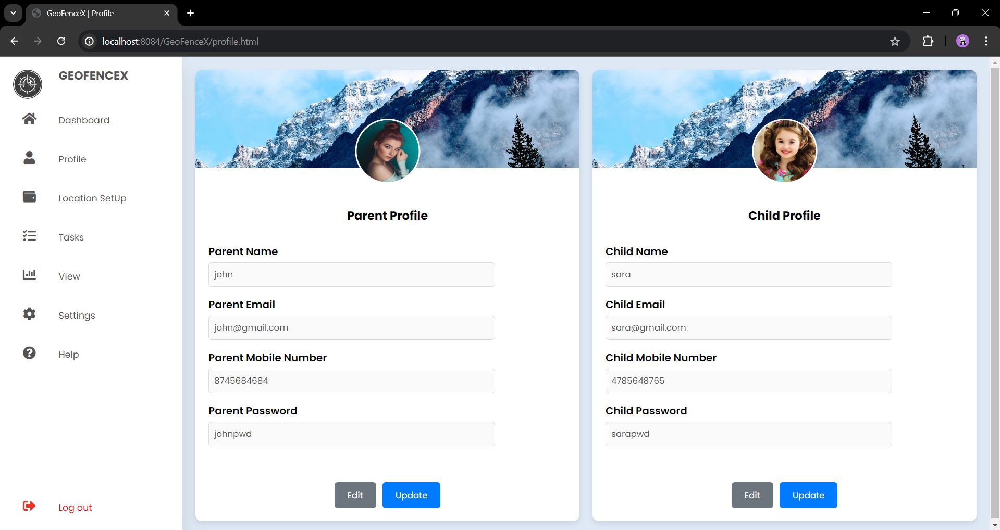 GeoFenceX | Profile
localhost:8084/GeoFenceX/profile.html
GEOFENCEX
Dashboard
Profile
Location SetUp
Tasks
View
Settings
Help
Log out
Parent Profile
Parent Name
john
Parent Email
john@gmail.com
Parent Mobile Number
8745684684
Parent Password
johnpwd
Edit
Update
Child Profile
Child Name
sara
Child Email
sara@gmail.com
Child Mobile Number
4785648765
Child Password
sarapwd
Edit
Update